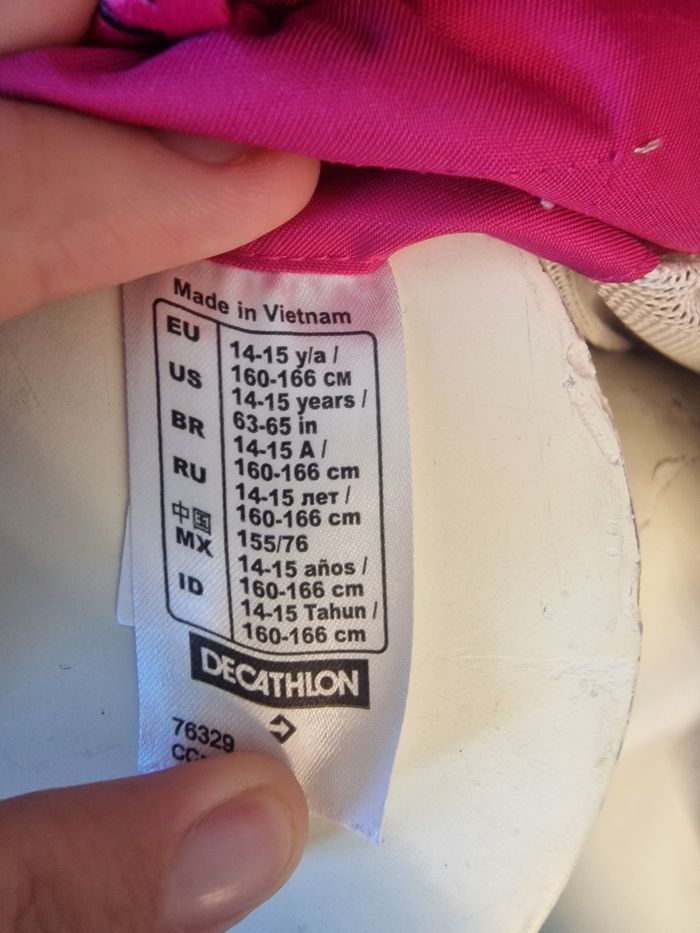 Made in Vietnam
EU 14-15 y/a /
160-166 CM
US 14-15 years /
63-65 in
BR 14-15 A /
160-166 cm
RU 14-15 лет /
160-166 cm
中国 155/76
MX 14-15 años /
160-166 cm
ID 14-15 Tahun /
160-166 cm
DECATHLON
76329